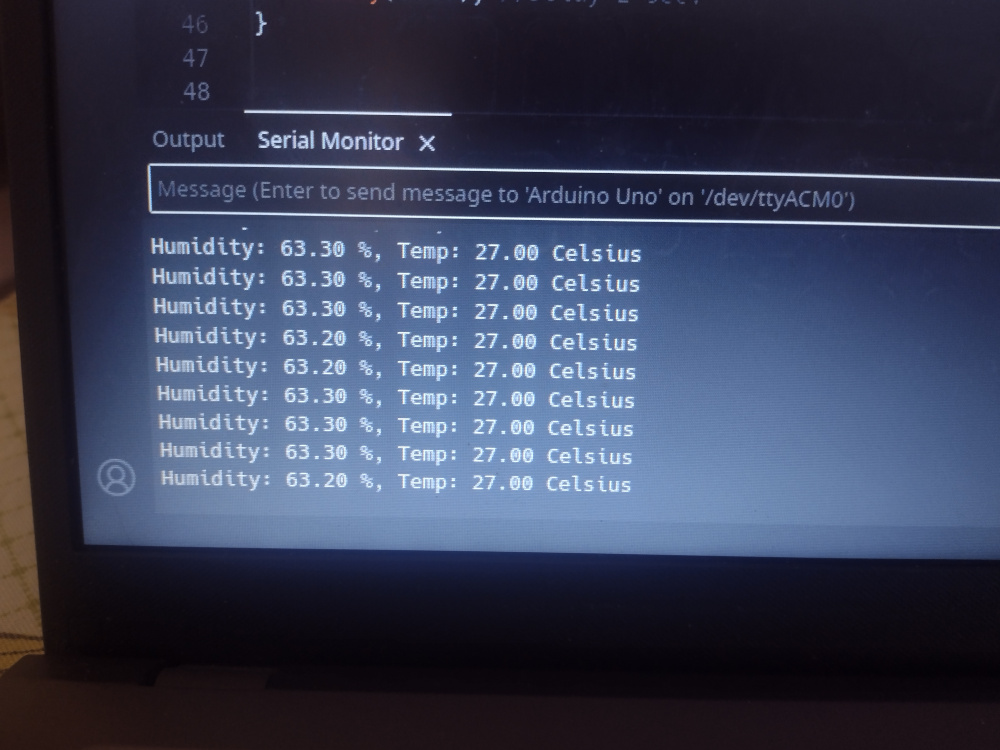 46 }
47
48
Output Serial Monitor ×
Message (Enter to send message to 'Arduino Uno' on '/dev/ttyACM0')
Humidity: 63.30 %, Temp: 27.00 Celsius
Humidity: 63.30 %, Temp: 27.00 Celsius
Humidity: 63.30 %, Temp: 27.00 Celsius
Humidity: 63.20 %, Temp: 27.00 Celsius
Humidity: 63.20 %, Temp: 27.00 Celsius
Humidity: 63.30 %, Temp: 27.00 Celsius
Humidity: 63.30 %, Temp: 27.00 Celsius
Humidity: 63.30 %, Temp: 27.00 Celsius
Humidity: 63.20 %, Temp: 27.00 Celsius